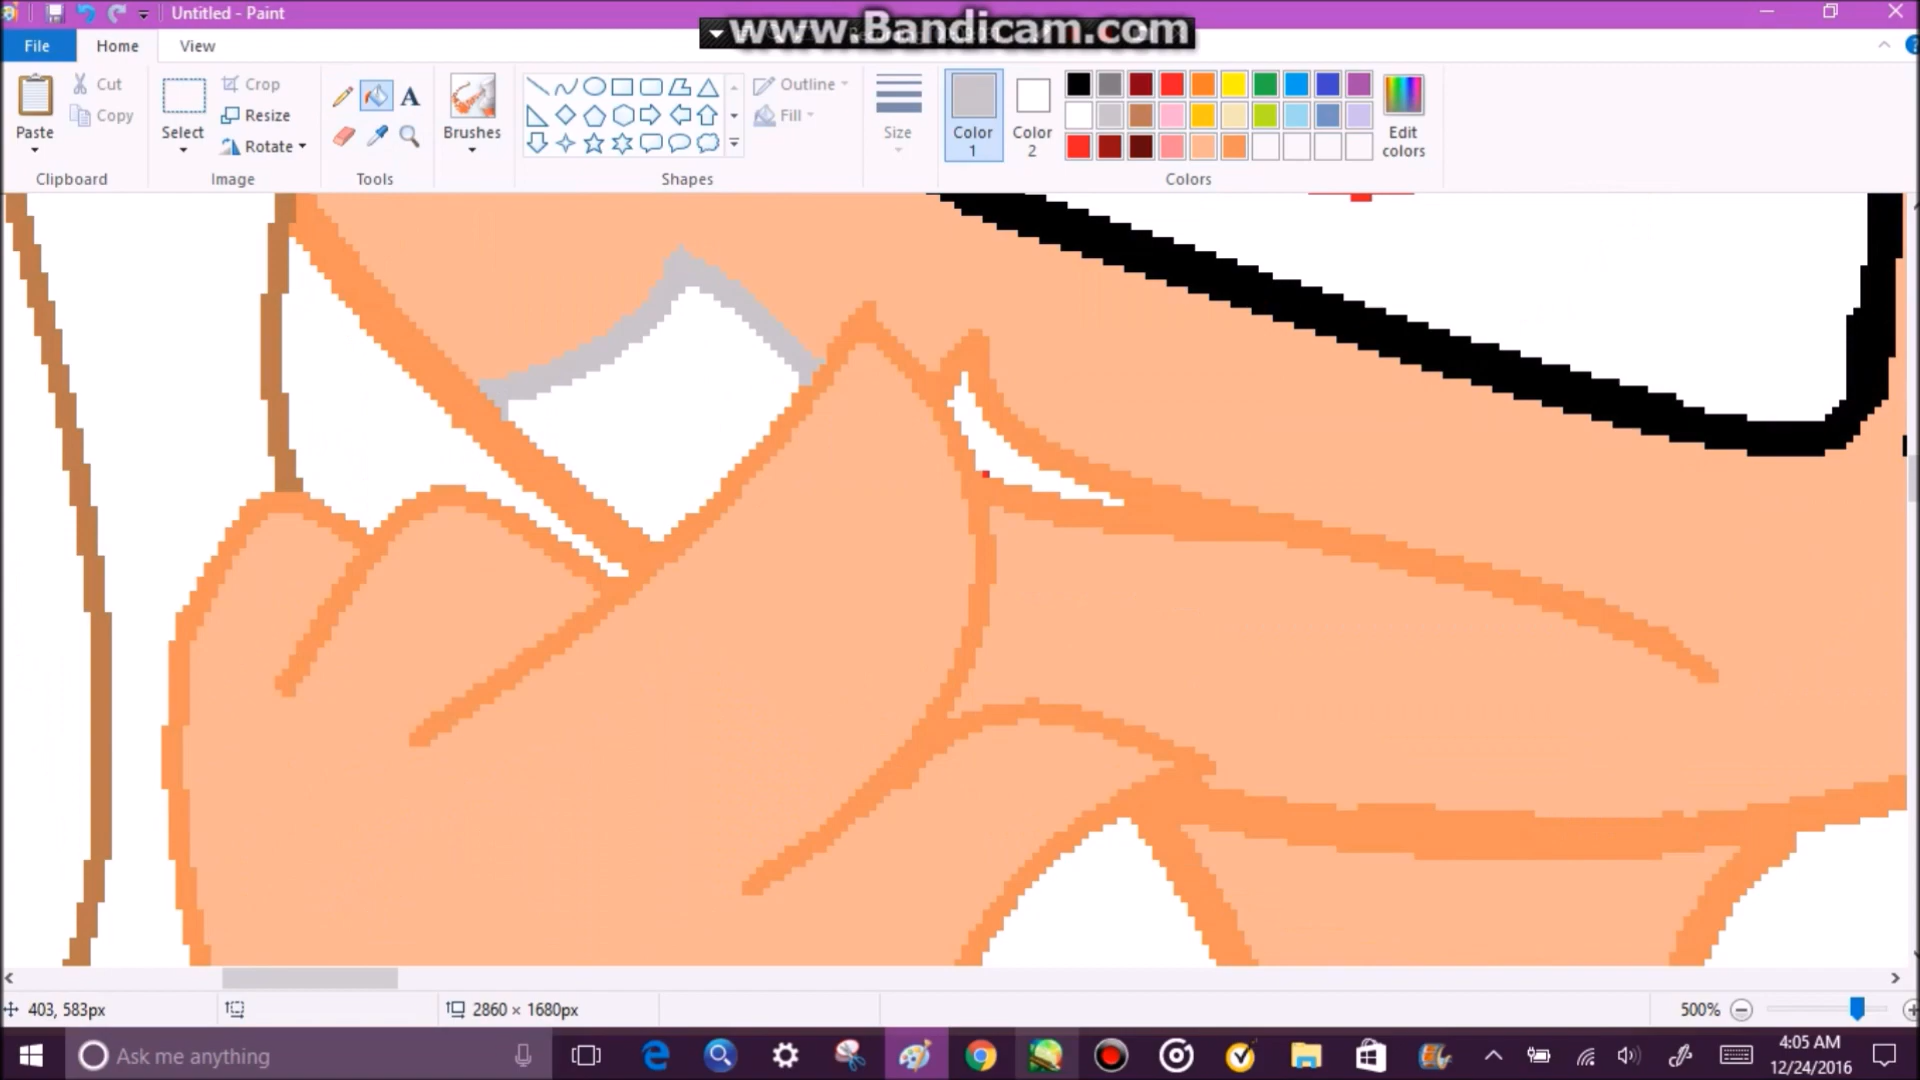 Untitled - Paint
www.Bandicam.com
File
Home
View
Paste
Cut
Copy
Clipboard
Select
Crop
Resize
Rotate
Image
Tools
Brushes
Shapes
Outline
Fill
Size
Color 1
Color 2
Edit colors
Colors
403, 583px
2860 × 1680px
500%
Ask me anything
4:05 AM
12/24/2016